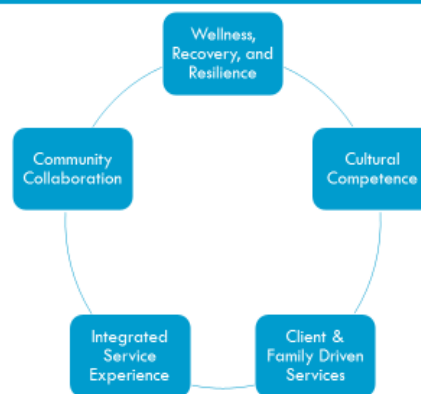 Wellness,
Recovery, and
Resilience
Cultural
Competence
Client &
Family Driven
Services
Integrated
Service
Experience
Community
Collaboration